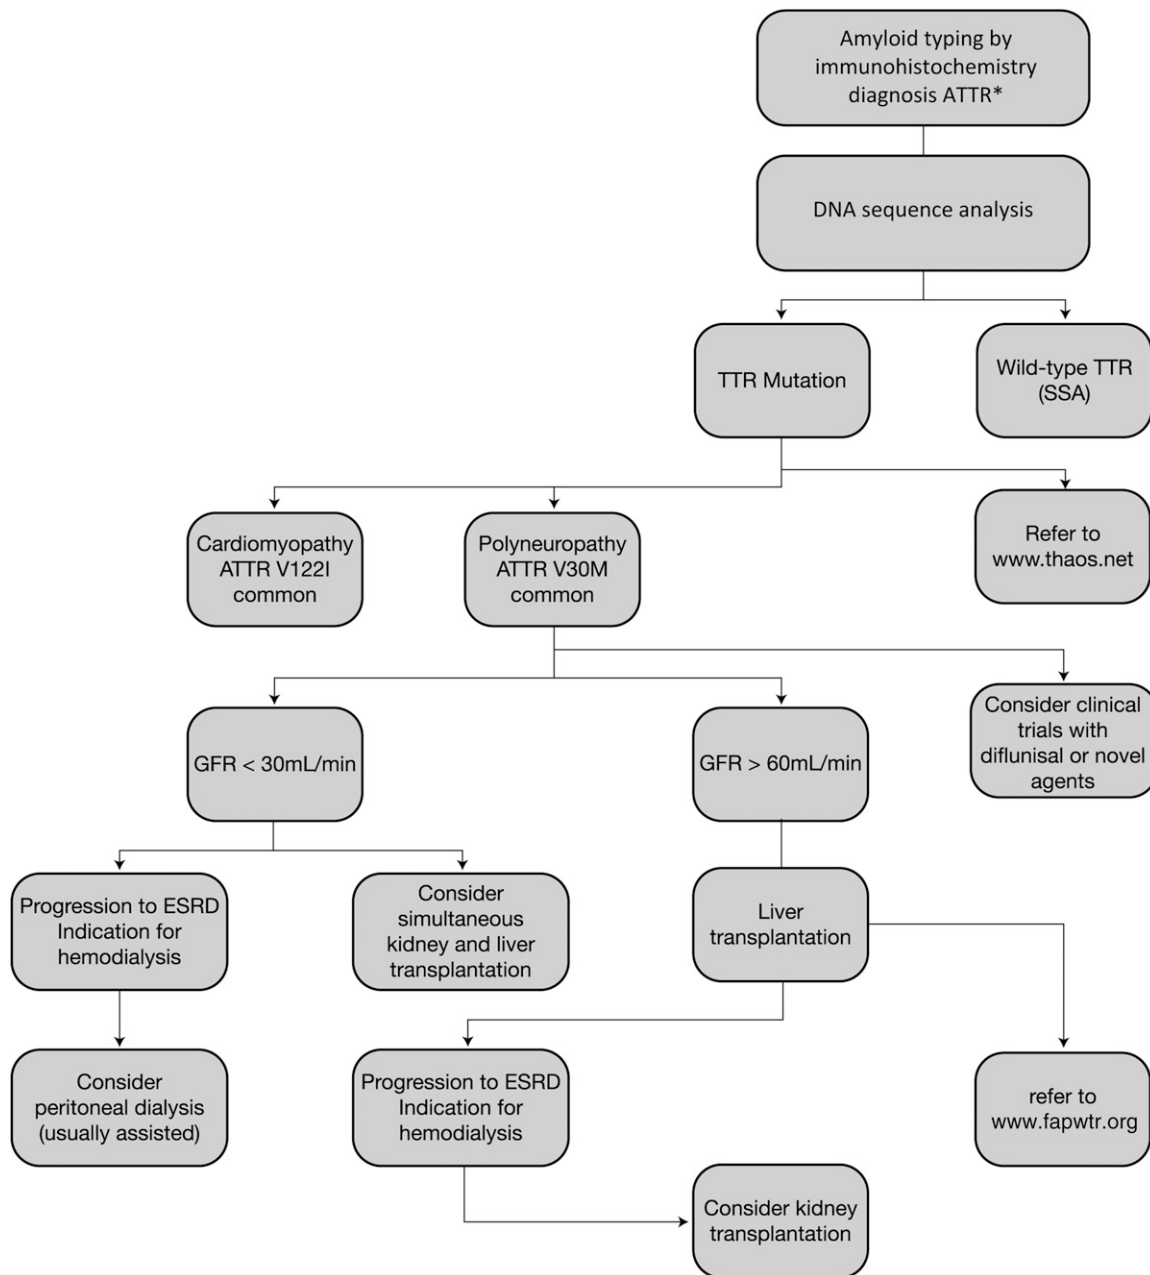 Amyloid typing by
immunohistochemistry
diagnosis ATTR*
DNA sequence analysis
TTR Mutation
Wild-type TTR
(SSA)
Cardiomyopathy
ATTR V122I
common
Polyneuropathy
ATTR V30M
common
Refer to
www.thaos.net
GFR < 30mL/min
GFR > 60mL/min
Consider clinical
trials with
diflunisal or novel
agents
Progression to ESRD
Indication for
hemodialysis
Consider
simultaneous
kidney and liver
transplantation
Liver
transplantation
Consider
peritoneal dialysis
(usually assisted)
Progression to ESRD
Indication for
hemodialysis
refer to
www.fapwtr.org
Consider kidney
transplantation